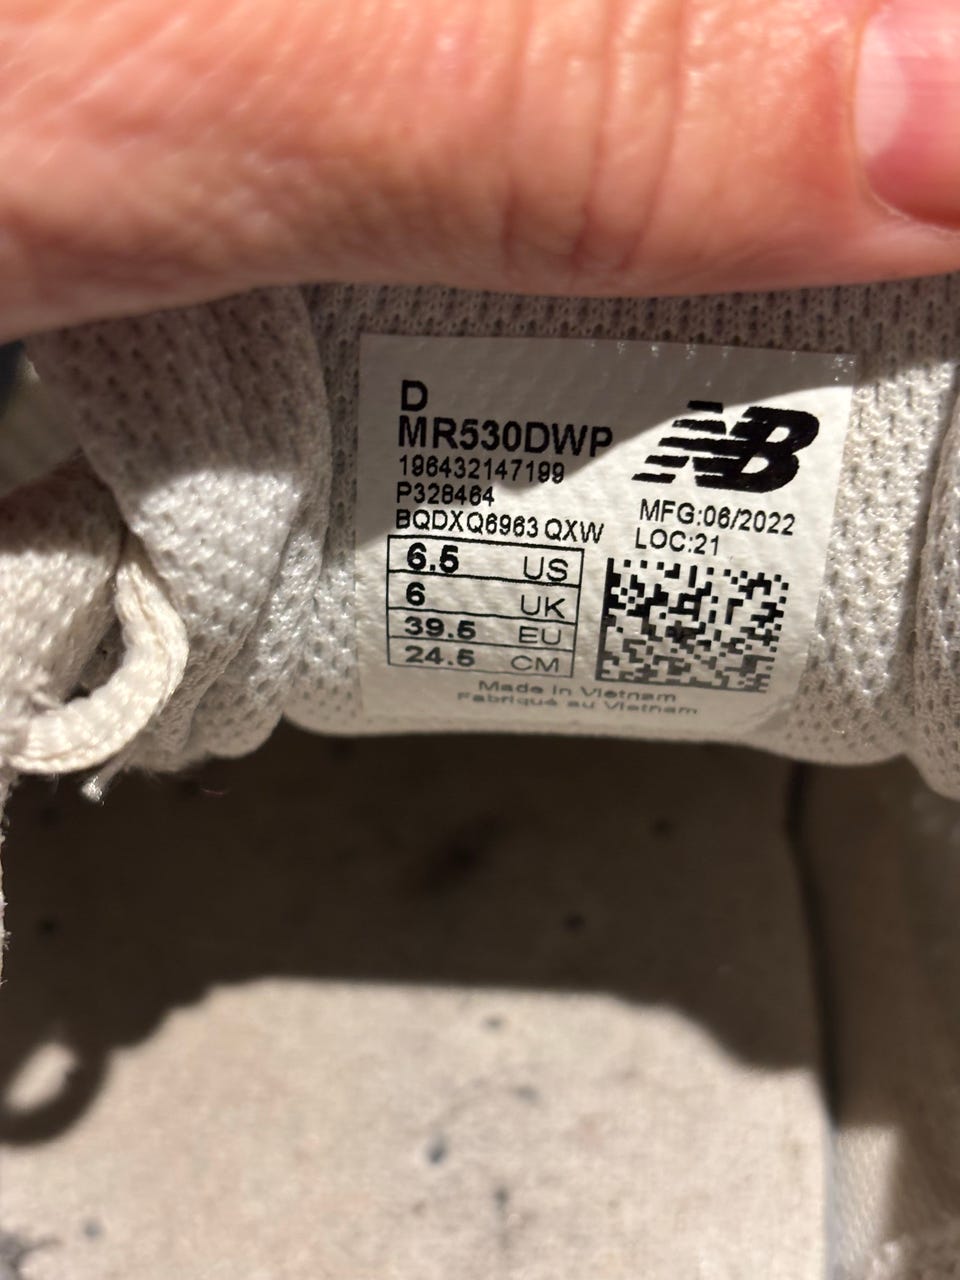 D
MR530DWP
196432147199
P328464
BQDXQ6963 QXW
NB
MFG:06/2022
LOC:21
6.5 US
6 UK
39.5 EU
24.5 CM
Made in Vietnam
Fabriqué au Vietnam